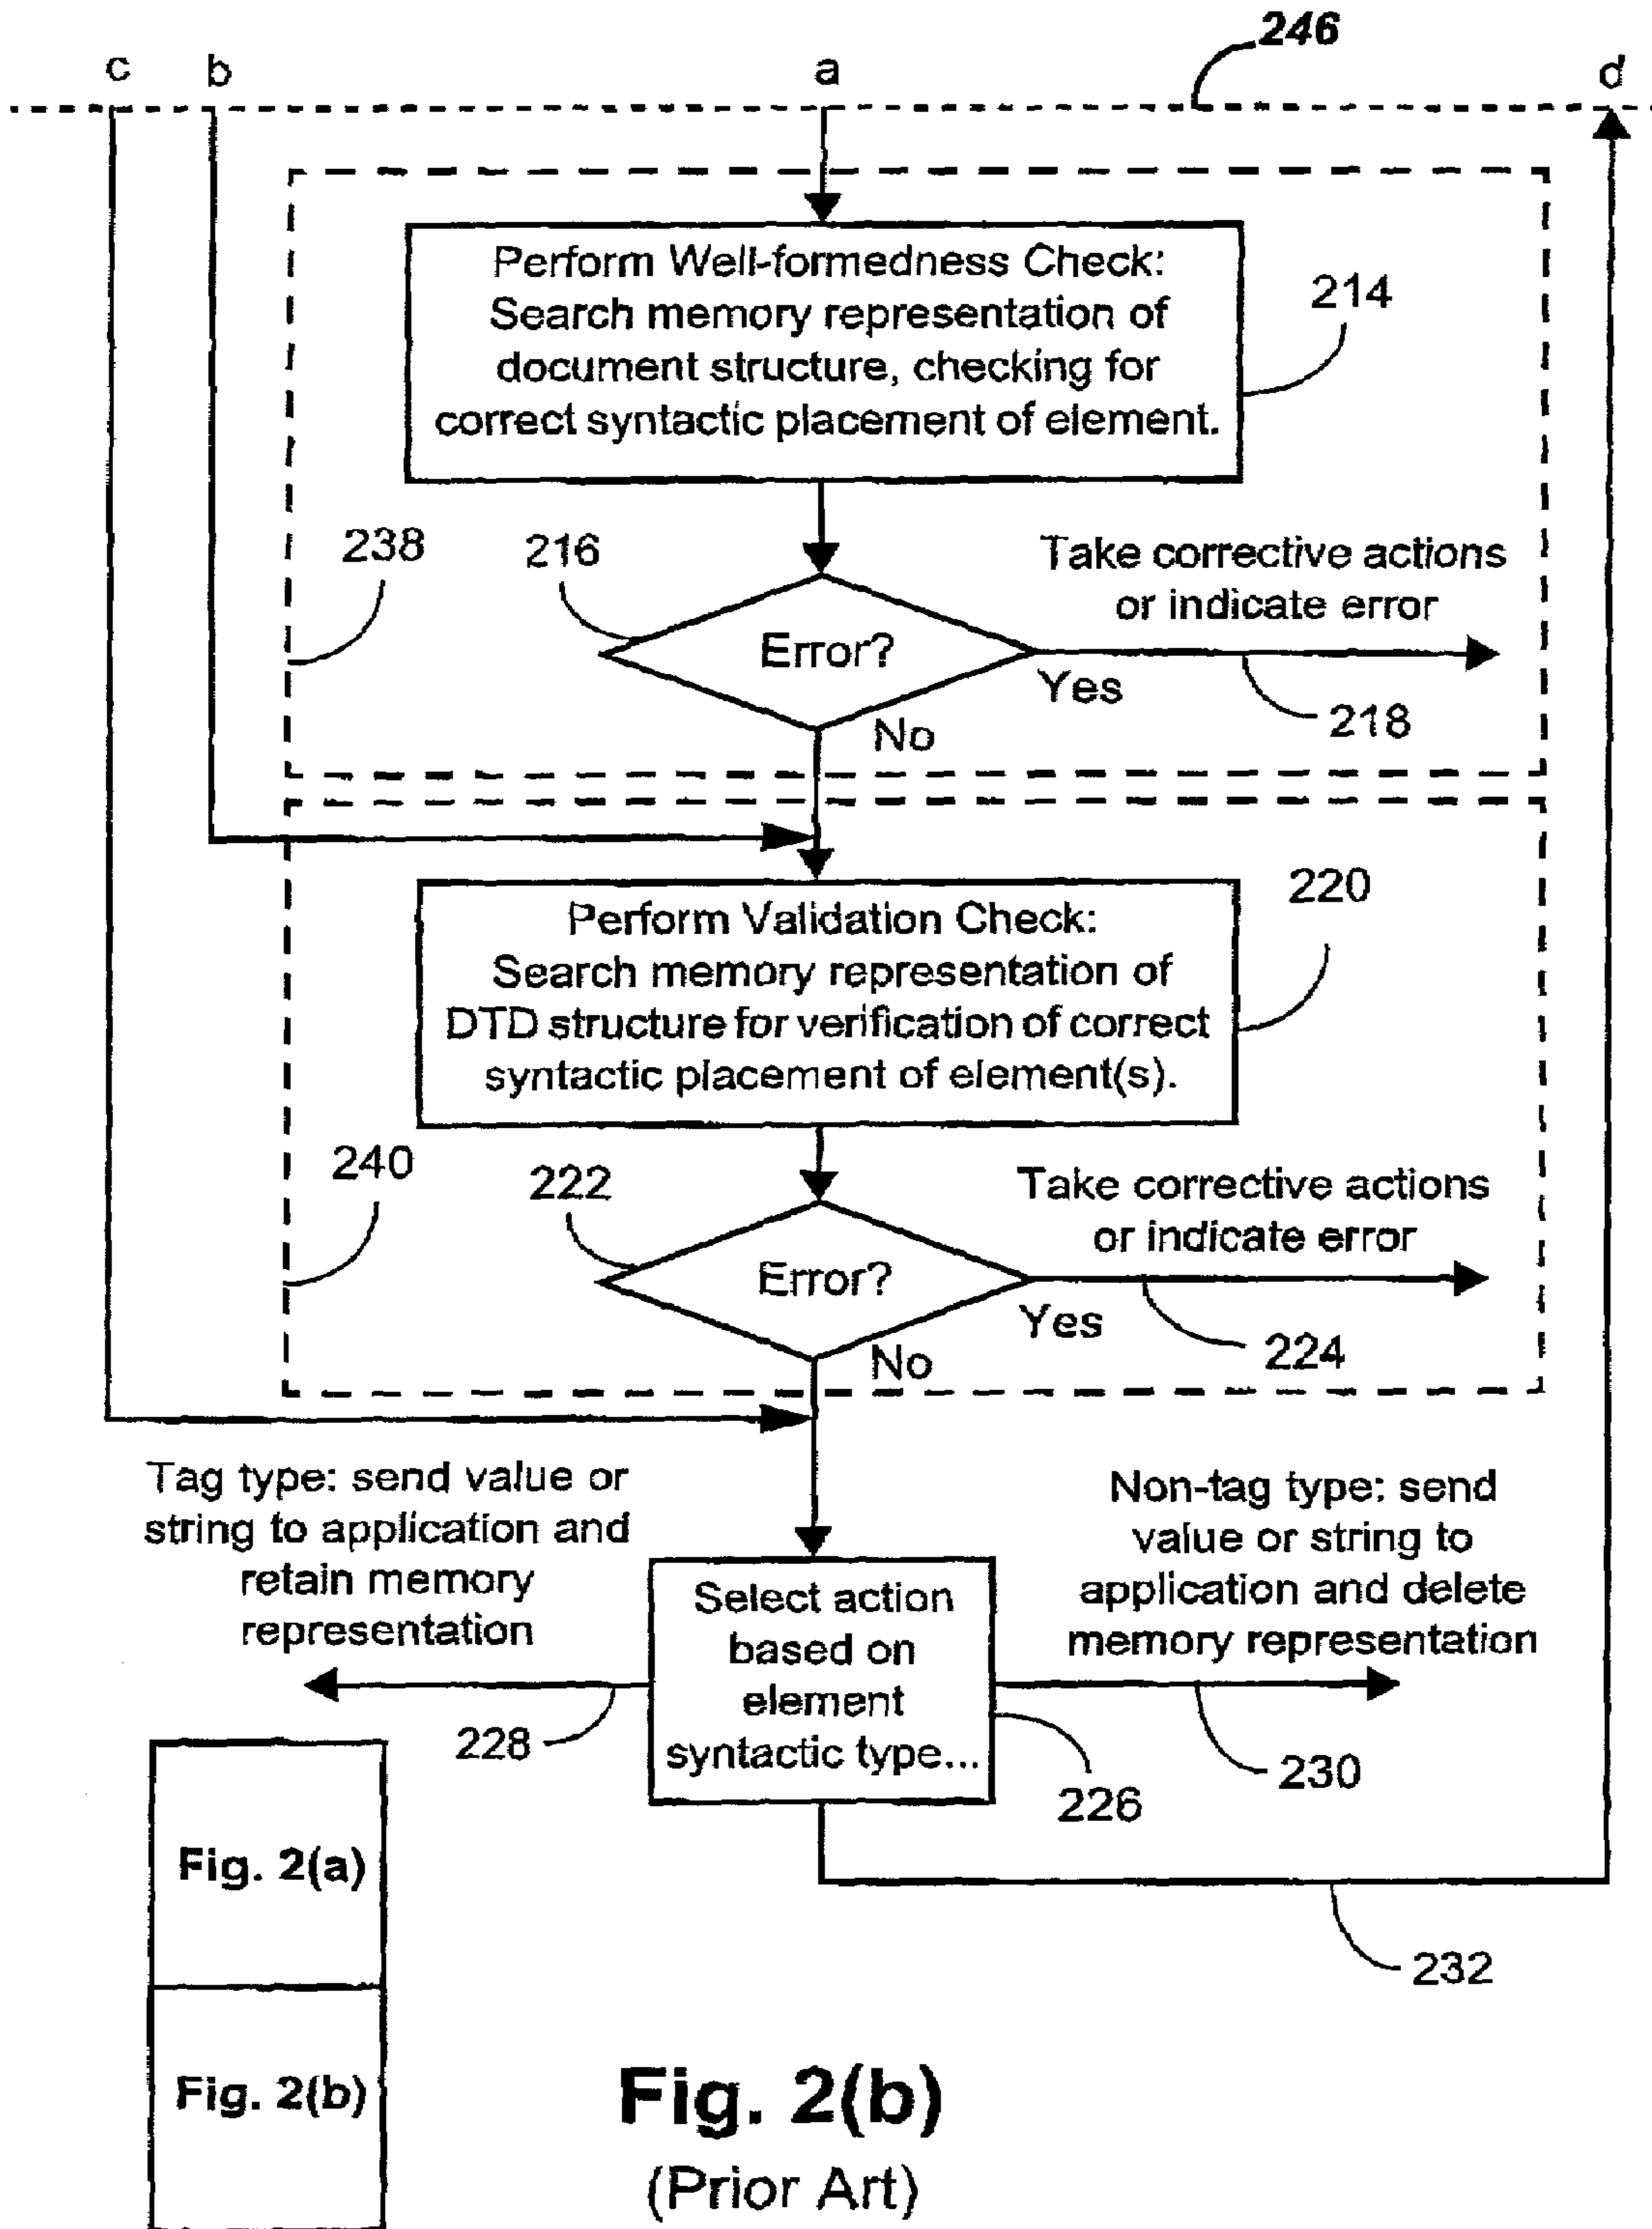 246
c b a d
Perform Well-formedness Check:
Search memory representation of
document structure, checking for
correct syntactic placement of element.
214
238
216
Take corrective actions
or indicate error
Error?
Yes
218
No
Perform Validation Check:
Search memory representation of
DTD structure for verification of correct
syntactic placement of element(s).
220
240
222
Take corrective actions
or indicate error
Error?
Yes
224
No
Tag type: send value or
string to application and
retain memory
representation
Non-tag type: send
value or string to
application and delete
memory representation
Select action
based on
element
syntactic type...
228
226
230
232
Fig. 2(a)
Fig. 2(b)
Fig. 2(b)
(Prior Art)